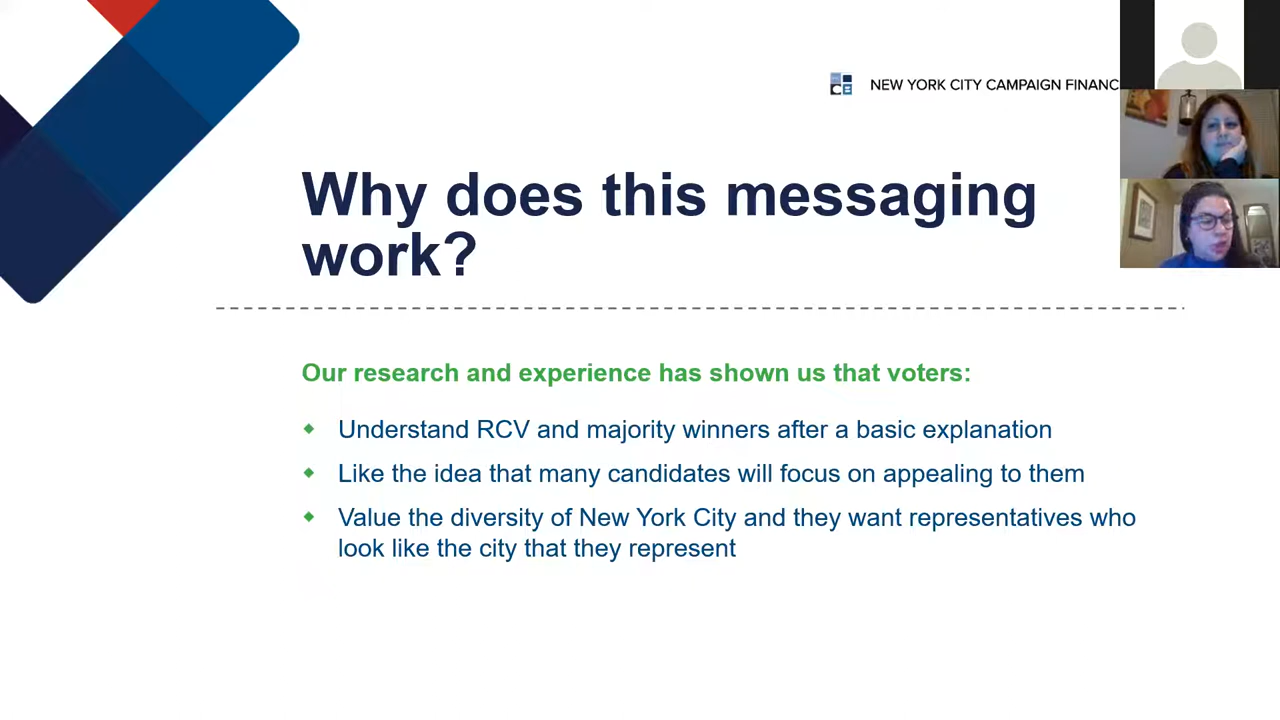 NEW YORK CITY CAMPAIGN FINANC
Why does this messaging
work?
Our research and experience has shown us that voters:
Understand RCV and majority winners after a basic explanation
Like the idea that many candidates will focus on appealing to them
Value the diversity of New York City and they want representatives who
look like the city that they represent